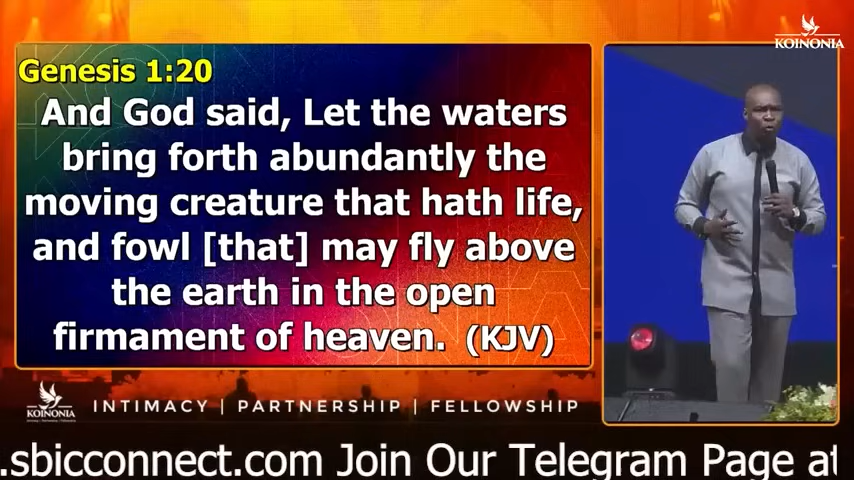 KOINONIA
Genesis 1:20
And God said, Let the waters
bring forth abundantly the
moving creature that hath life,
and fowl [that] may fly above
the earth in the open
firmament of heaven. (KJV)
KOINONIA
INTIMACY | PARTNERSHIP | FELLOWSHIP
.sbicconnect.com Join Our Telegram Page at